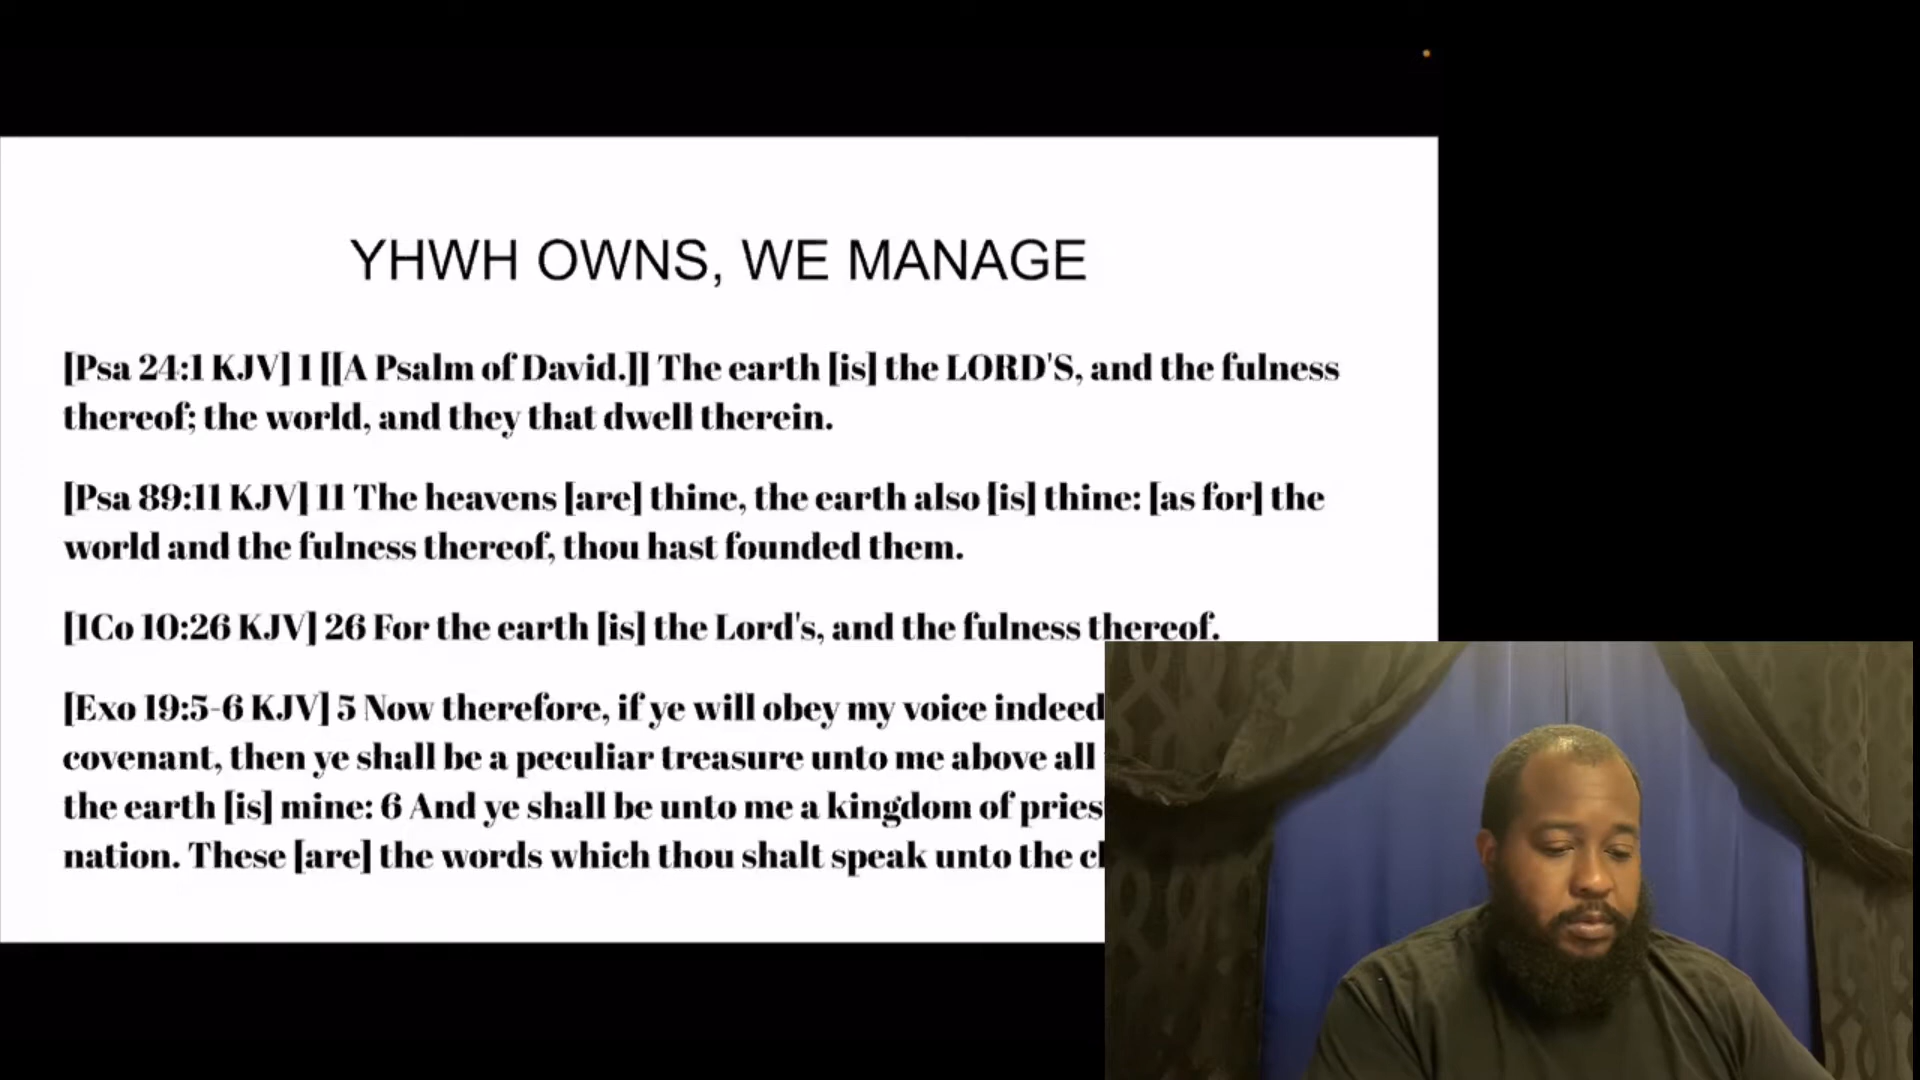 YHWH OWNS, WE MANAGE
[Psa 24:1 KJV] 1 [[A Psalm of David.]] The earth [is] the LORD'S, and the fulness
thereof; the world, and they that dwell therein.
[Psa 89:11 KJV] 11 The heavens [are] thine, the earth also [is] thine: [as for] the
world and the fulness thereof, thou hast founded them.
[1Co 10:26 KJV] 26 For the earth [is] the Lord's, and the fulness thereof.
[Exo 19:5-6 KJV] 5 Now therefore, if ye will obey my voice indeed
covenant, then ye shall be a peculiar treasure unto me above all
the earth [is] mine: 6 And ye shall be unto me a kingdom of
nation. These [are] the words which thou shalt speak unto the